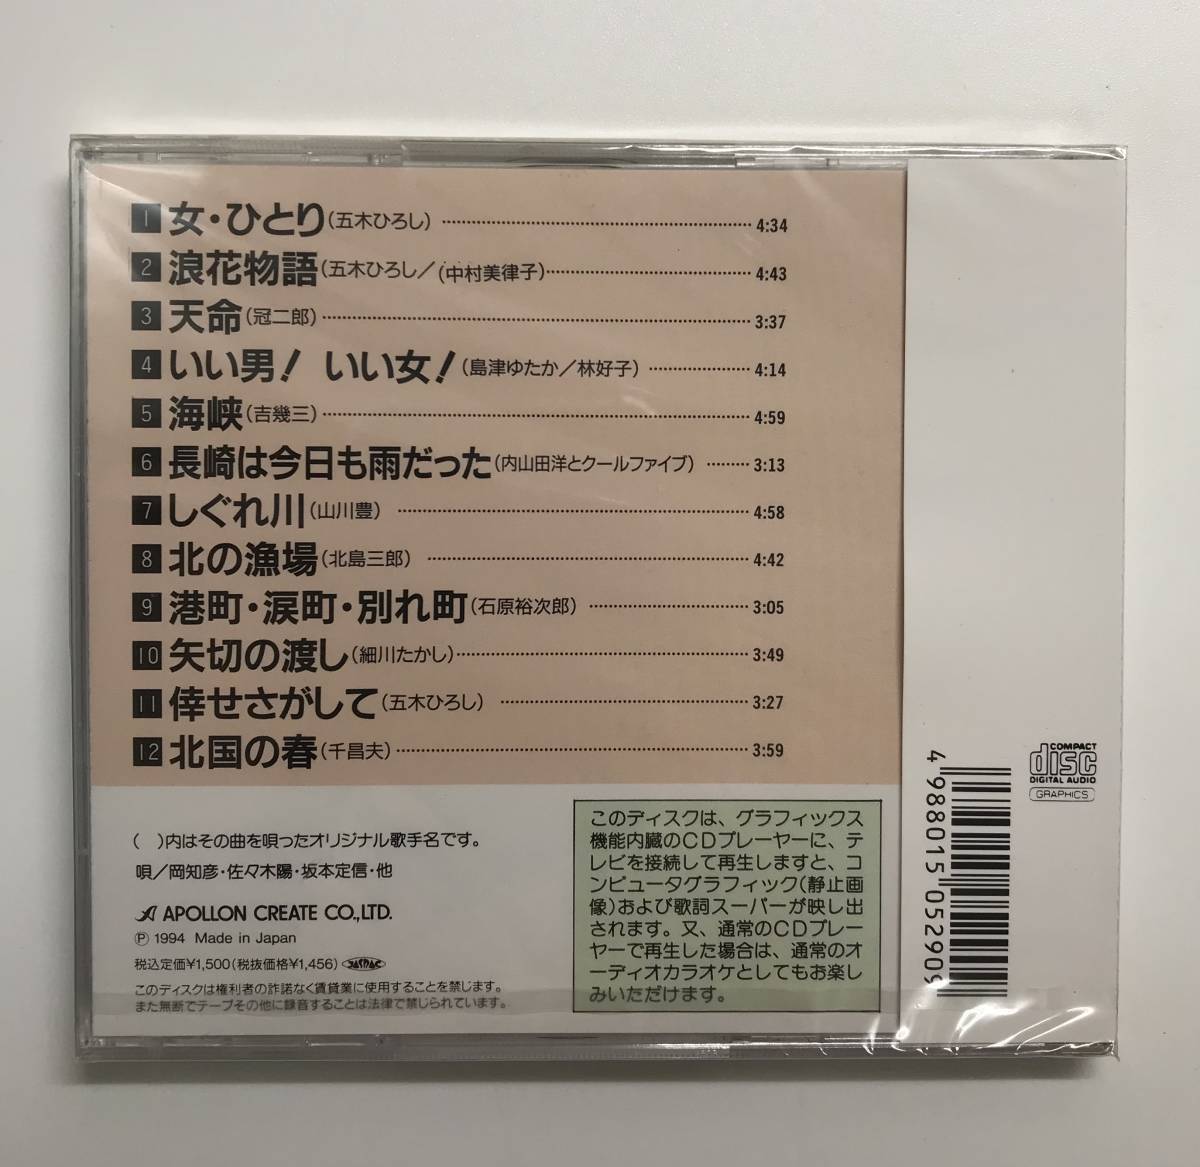 1 女・ひとり(五木ひろし) 4:34
2 浪花物語(五木ひろし／(中村美律子) 4:43
3 天命(冠二郎) 3:37
4 いい男! いい女!(島津ゆたか／林好子) 4:14
5 海峡(吉幾三) 4:59
6 長崎は今日も雨だった(内山田洋とクールファイブ) 3:13
7 しぐれ川(山川豊) 4:58
8 北の漁場(北島三郎) 4:42
9 港町・涙町・別れ町(石原裕次郎) 3:05
10 矢切の渡し(細川たかし) 3:49
11 倖せさがして(五木ひろし) 3:27
12 北国の春(千昌夫) 3:59
(　)内はその曲を唄ったオリジナル歌手名です。
唄／岡知彦・佐々木陽・坂本定信・他
APOLLON CREATE CO.,LTD.
Ⓟ 1994 Made in Japan
税込定価¥1,500(税抜価格¥1,456) JASRAC
このディスクは権利者の許諾なく賃貸業に使用することを禁じます。
また無断でテープその他に録音することは法律で禁じられています。
このディスクは、グラフィックス
機能内臓のCDプレーヤーに、テ
レビを接続して再生しますと、コ
ンピュータグラフィック(静止画
像)および歌詞スーパーが映し出
されます。又、通常のCDプレー
ヤーで再生した場合は、通常のオ
ーディオカラオケとしてもお楽し
みいただけます。
COMPACT
disc
DIGITAL AUDIO
GRAPHICS
4 988015 052909